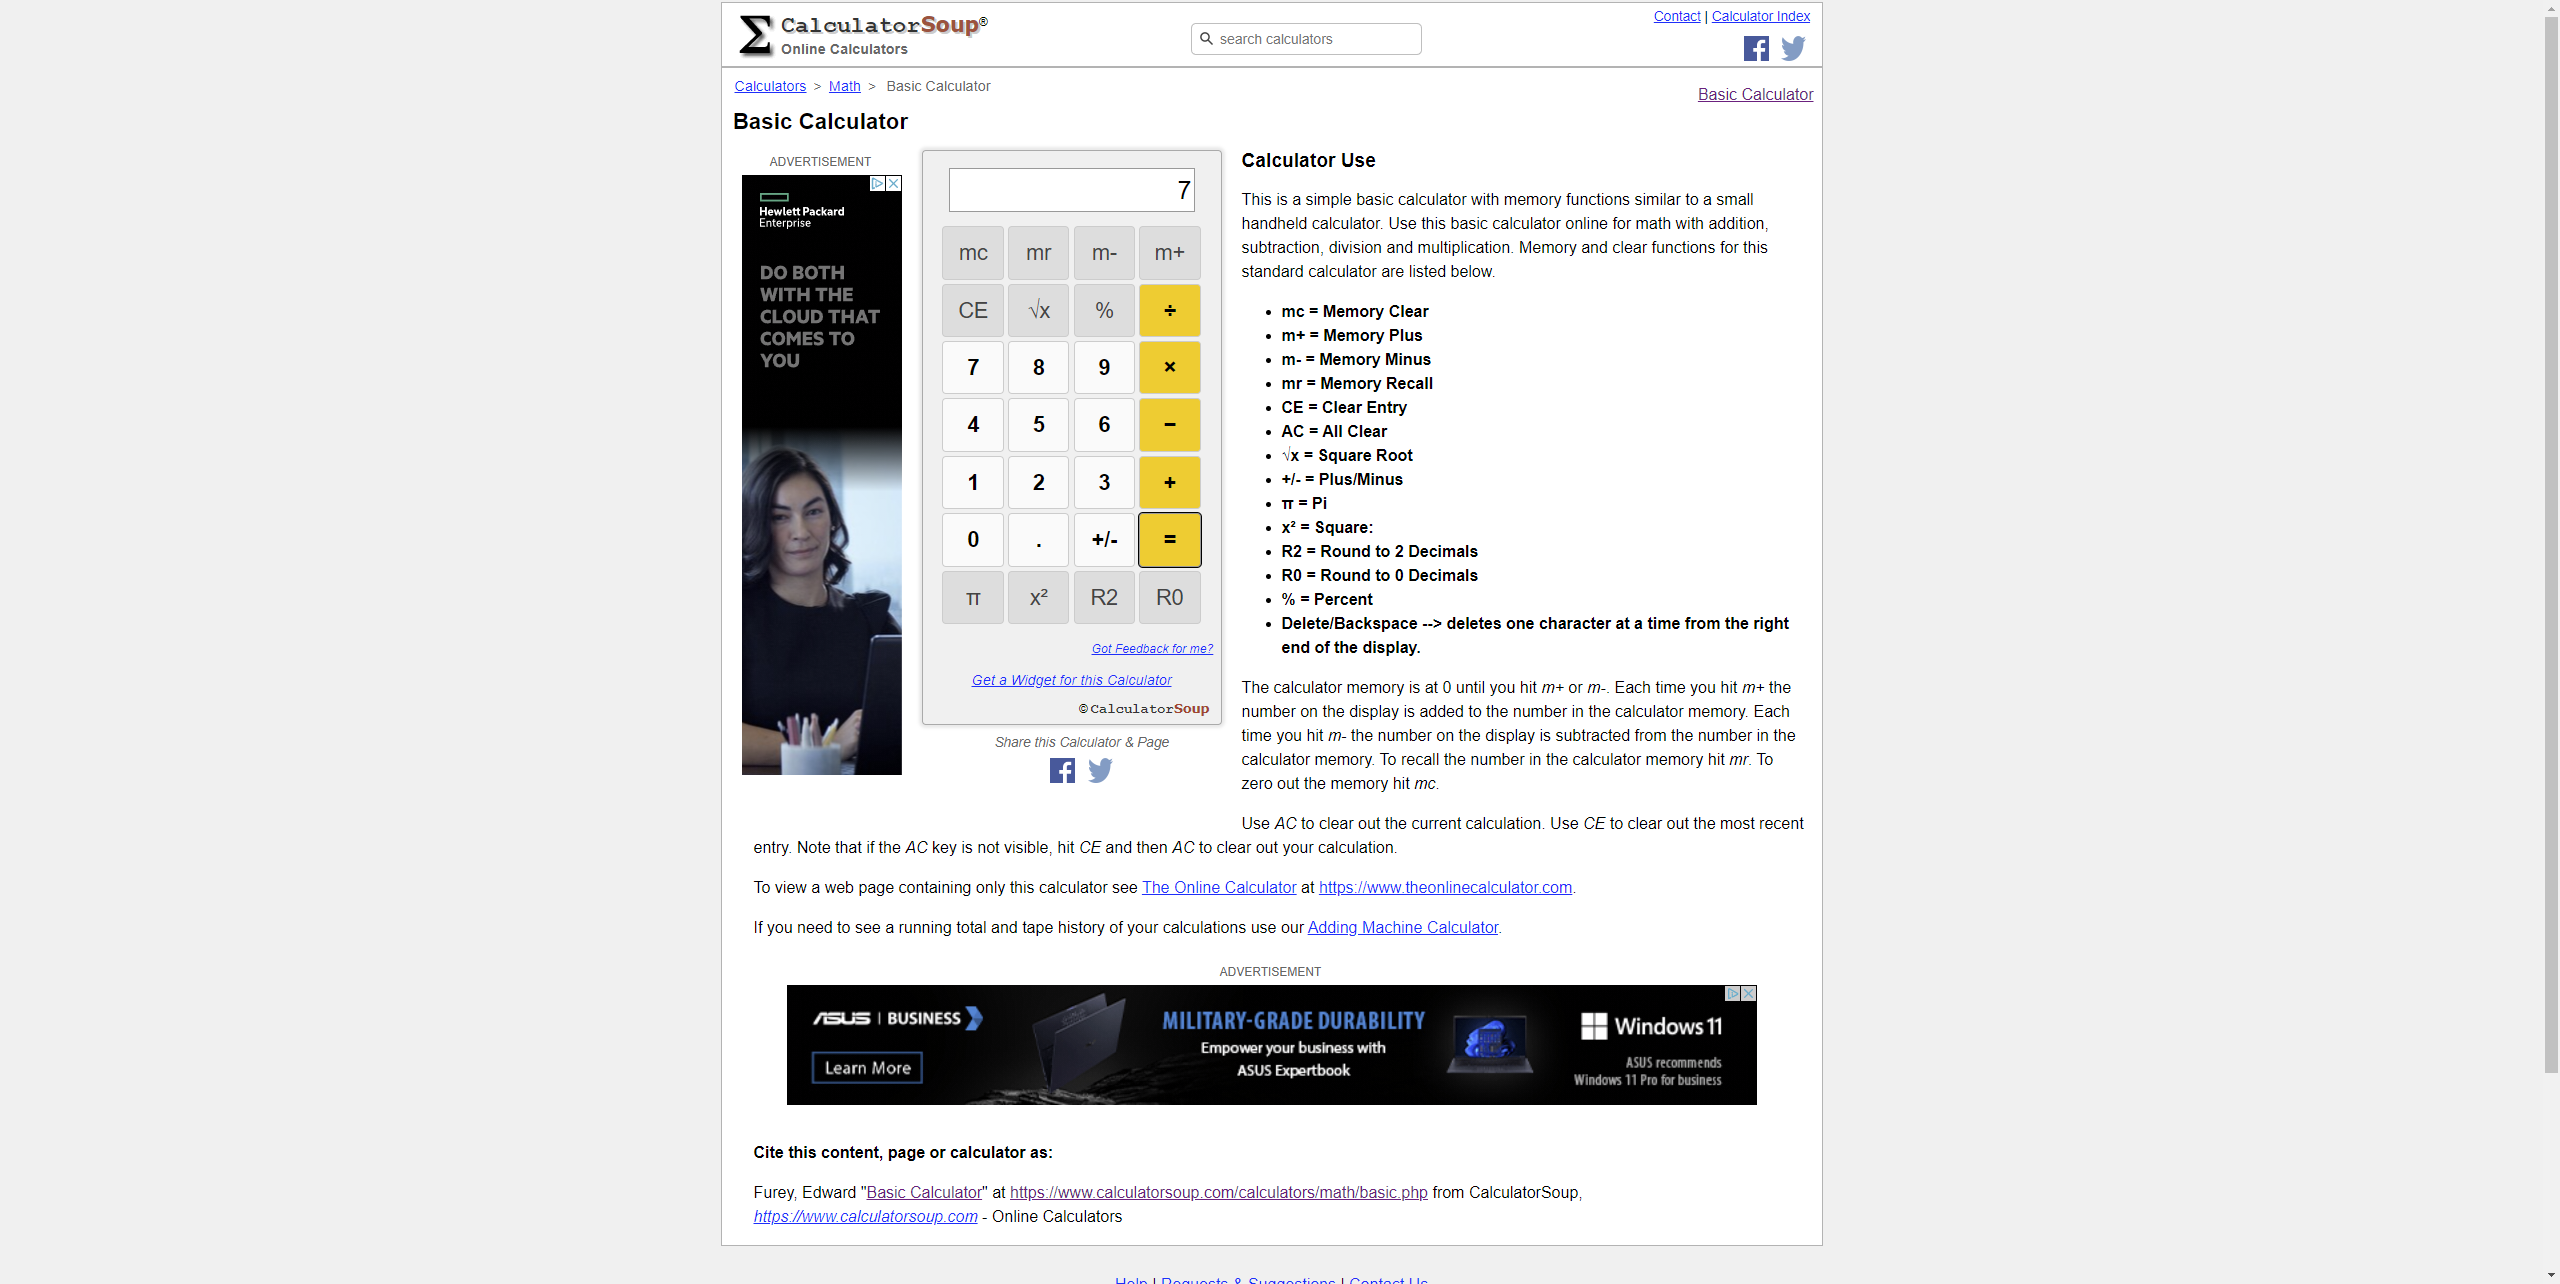 CalculatorSoup®
Online Calculators
search calculators
Contact | Calculator Index
Calculators > Math > Basic Calculator
Basic Calculator
Basic Calculator
ADVERTISEMENT
Hewlett Packard
Enterprise
DO BOTH
WITH THE
CLOUD THAT
COMES TO
YOU
7
mc mr m- m+
CE √x % ÷
7 8 9 ×
4 5 6 −
1 2 3 +
0 . +/- =
π x² R2 R0
Got Feedback for me?
Get a Widget for this Calculator
© CalculatorSoup
Share this Calculator & Page
Calculator Use
This is a simple basic calculator with memory functions similar to a small
handheld calculator. Use this basic calculator online for math with addition,
subtraction, division and multiplication. Memory and clear functions for this
standard calculator are listed below.
• mc = Memory Clear
• m+ = Memory Plus
• m- = Memory Minus
• mr = Memory Recall
• CE = Clear Entry
• AC = All Clear
• √x = Square Root
• +/- = Plus/Minus
• π = Pi
• x² = Square:
• R2 = Round to 2 Decimals
• R0 = Round to 0 Decimals
• % = Percent
• Delete/Backspace --> deletes one character at a time from the right
end of the display.
The calculator memory is at 0 until you hit m+ or m-. Each time you hit m+ the
number on the display is added to the number in the calculator memory. Each
time you hit m- the number on the display is subtracted from the number in the
calculator memory. To recall the number in the calculator memory hit mr. To
zero out the memory hit mc.
Use AC to clear out the current calculation. Use CE to clear out the most recent
entry. Note that if the AC key is not visible, hit CE and then AC to clear out your calculation.
To view a web page containing only this calculator see The Online Calculator at https://www.theonlinecalculator.com.
If you need to see a running total and tape history of your calculations use our Adding Machine Calculator.
ADVERTISEMENT
ASUS | BUSINESS
Learn More
MILITARY-GRADE DURABILITY
Empower your business with
ASUS Expertbook
Windows 11
ASUS recommends
Windows 11 Pro for business
Cite this content, page or calculator as:
Furey, Edward "Basic Calculator" at https://www.calculatorsoup.com/calculators/math/basic.php from CalculatorSoup,
https://www.calculatorsoup.com - Online Calculators
Help | Requests & Suggestions | Contact Us